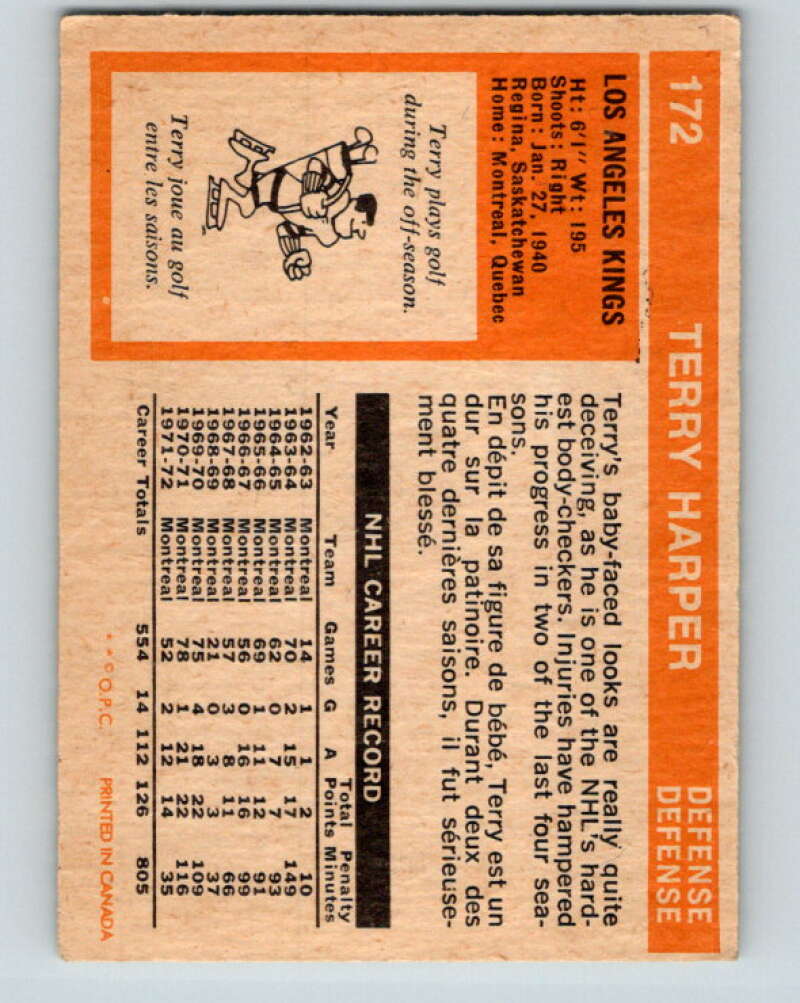 172 TERRY HARPER DEFENSE
DEFENSE
LOS ANGELES KINGS
Ht: 6'1" Wt: 195
Shoots: Right
Born: Jan. 27, 1940
Regina, Saskatchewan
Home: Montreal, Quebec
Terry plays golf
during the off-season.
Terry joue au golf
entre les saisons.
Terry's baby-faced looks are really quite
deceiving, as he is one of the NHL's hard-
est body-checkers. Injuries have hampered
his progress in two of the last four sea-
sons.
En dépit de sa figure de bébé, Terry est un
dur sur la patinoire. Durant deux des
quatre dernières saisons, il fut sérieuse-
ment blessé.
NHL CAREER RECORD
Total Penalty
Year Team Games G A Points Minutes
1962-63 Montreal 14 1 1 2 10
1963-64 Montreal 70 2 15 17 149
1964-65 Montreal 62 0 7 7 93
1965-66 Montreal 69 1 11 12 91
1966-67 Montreal 56 0 16 16 99
1967-68 Montreal 57 3 8 11 66
1968-69 Montreal 21 0 3 3 37
1969-70 Montreal 75 4 18 22 109
1970-71 Montreal 78 1 21 22 116
1971-72 Montreal 52 2 12 14 35
Career Totals 554 14 112 126 805
* * © O.P.C. PRINTED IN CANADA